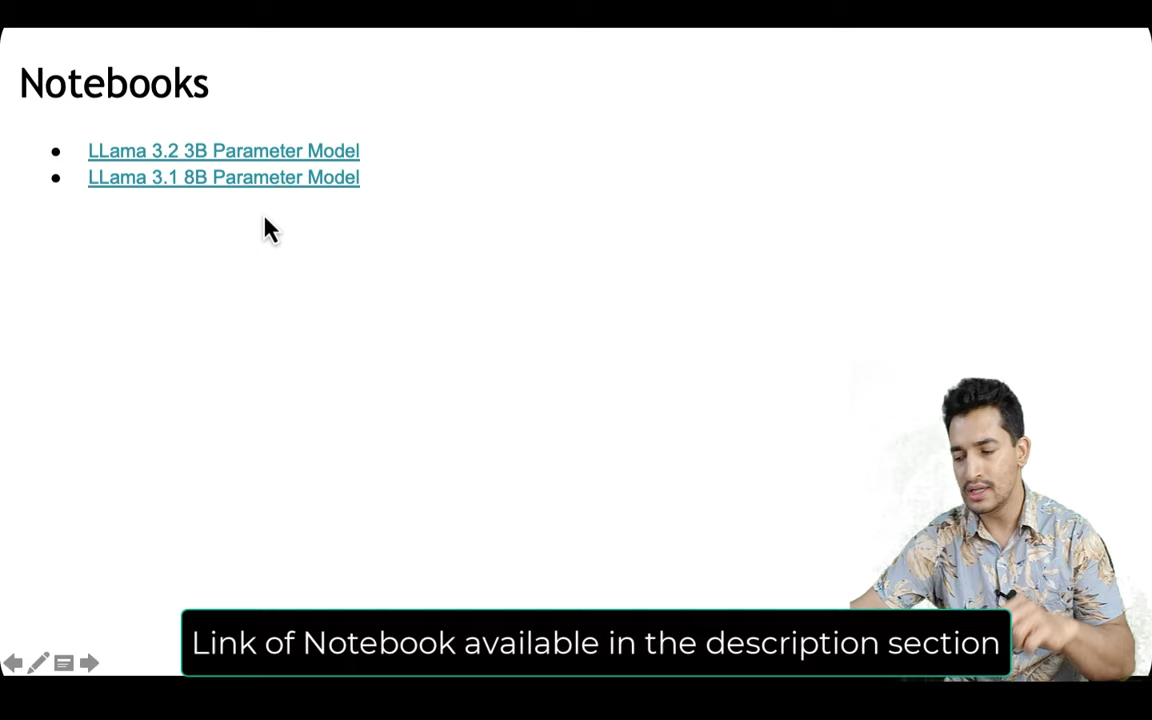 Notebooks
LLama 3.2 3B Parameter Model
LLama 3.1 8B Parameter Model
Link of Notebook available in the description section